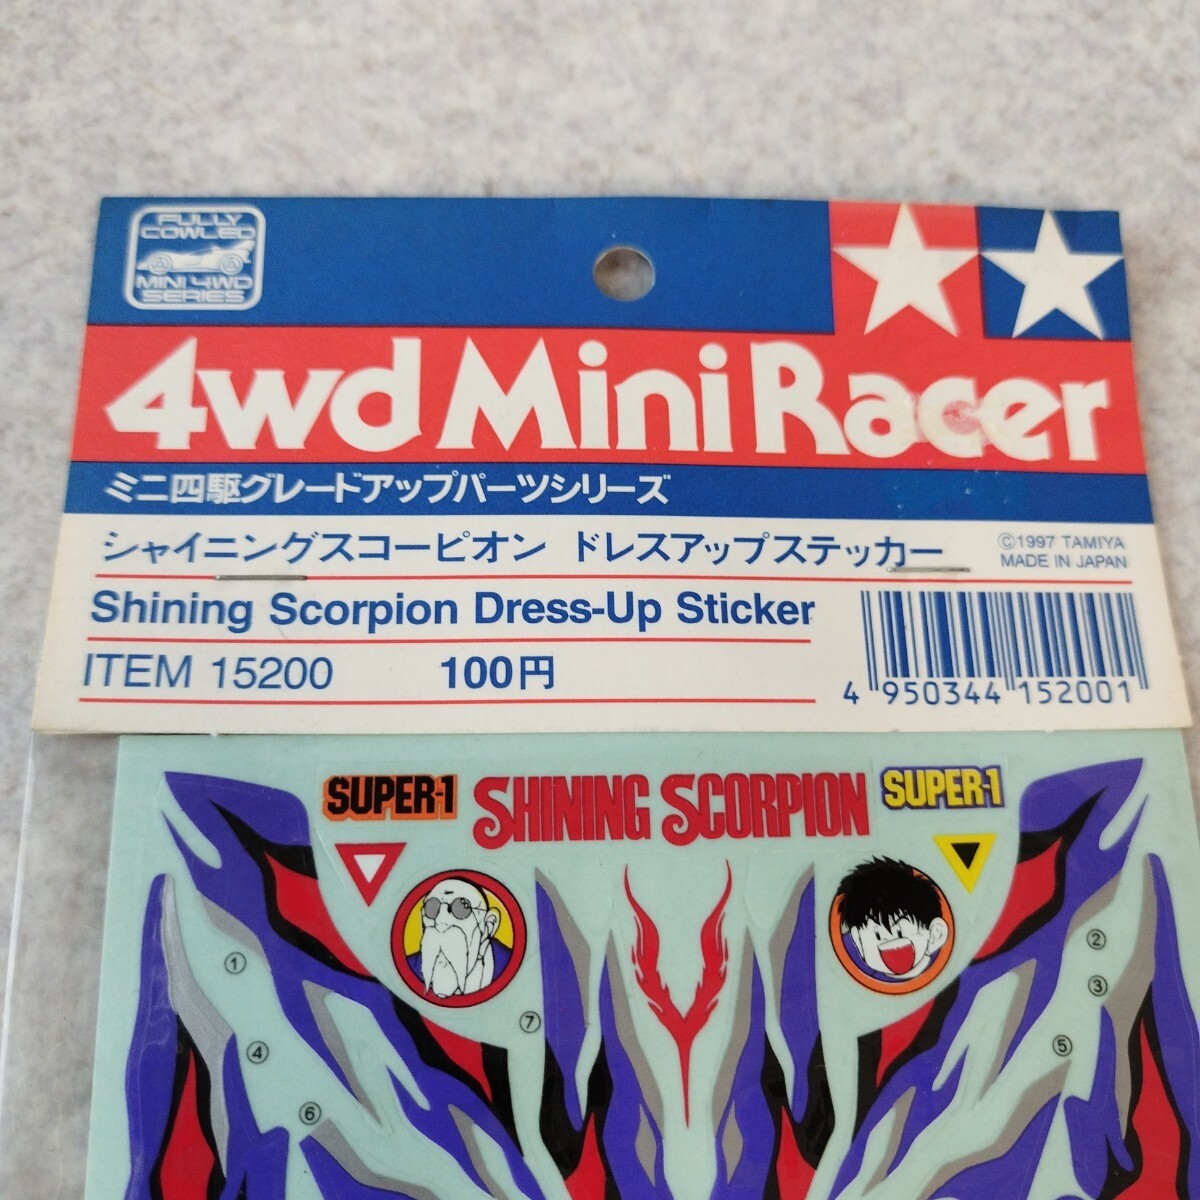 FULLY
COWLED
MINI 4WD
SERIES
4wd Mini Racer
ミニ四駆グレードアップパーツシリーズ
シャイニングスコーピオン ドレスアップステッカー
©1997 TAMIYA
MADE IN JAPAN
Shining Scorpion Dress-Up Sticker
ITEM 15200 100円
4 950344 152001
SUPER-1 SHINING SCORPION SUPER-1
① ②
③
⑦
④ ⑤
⑥